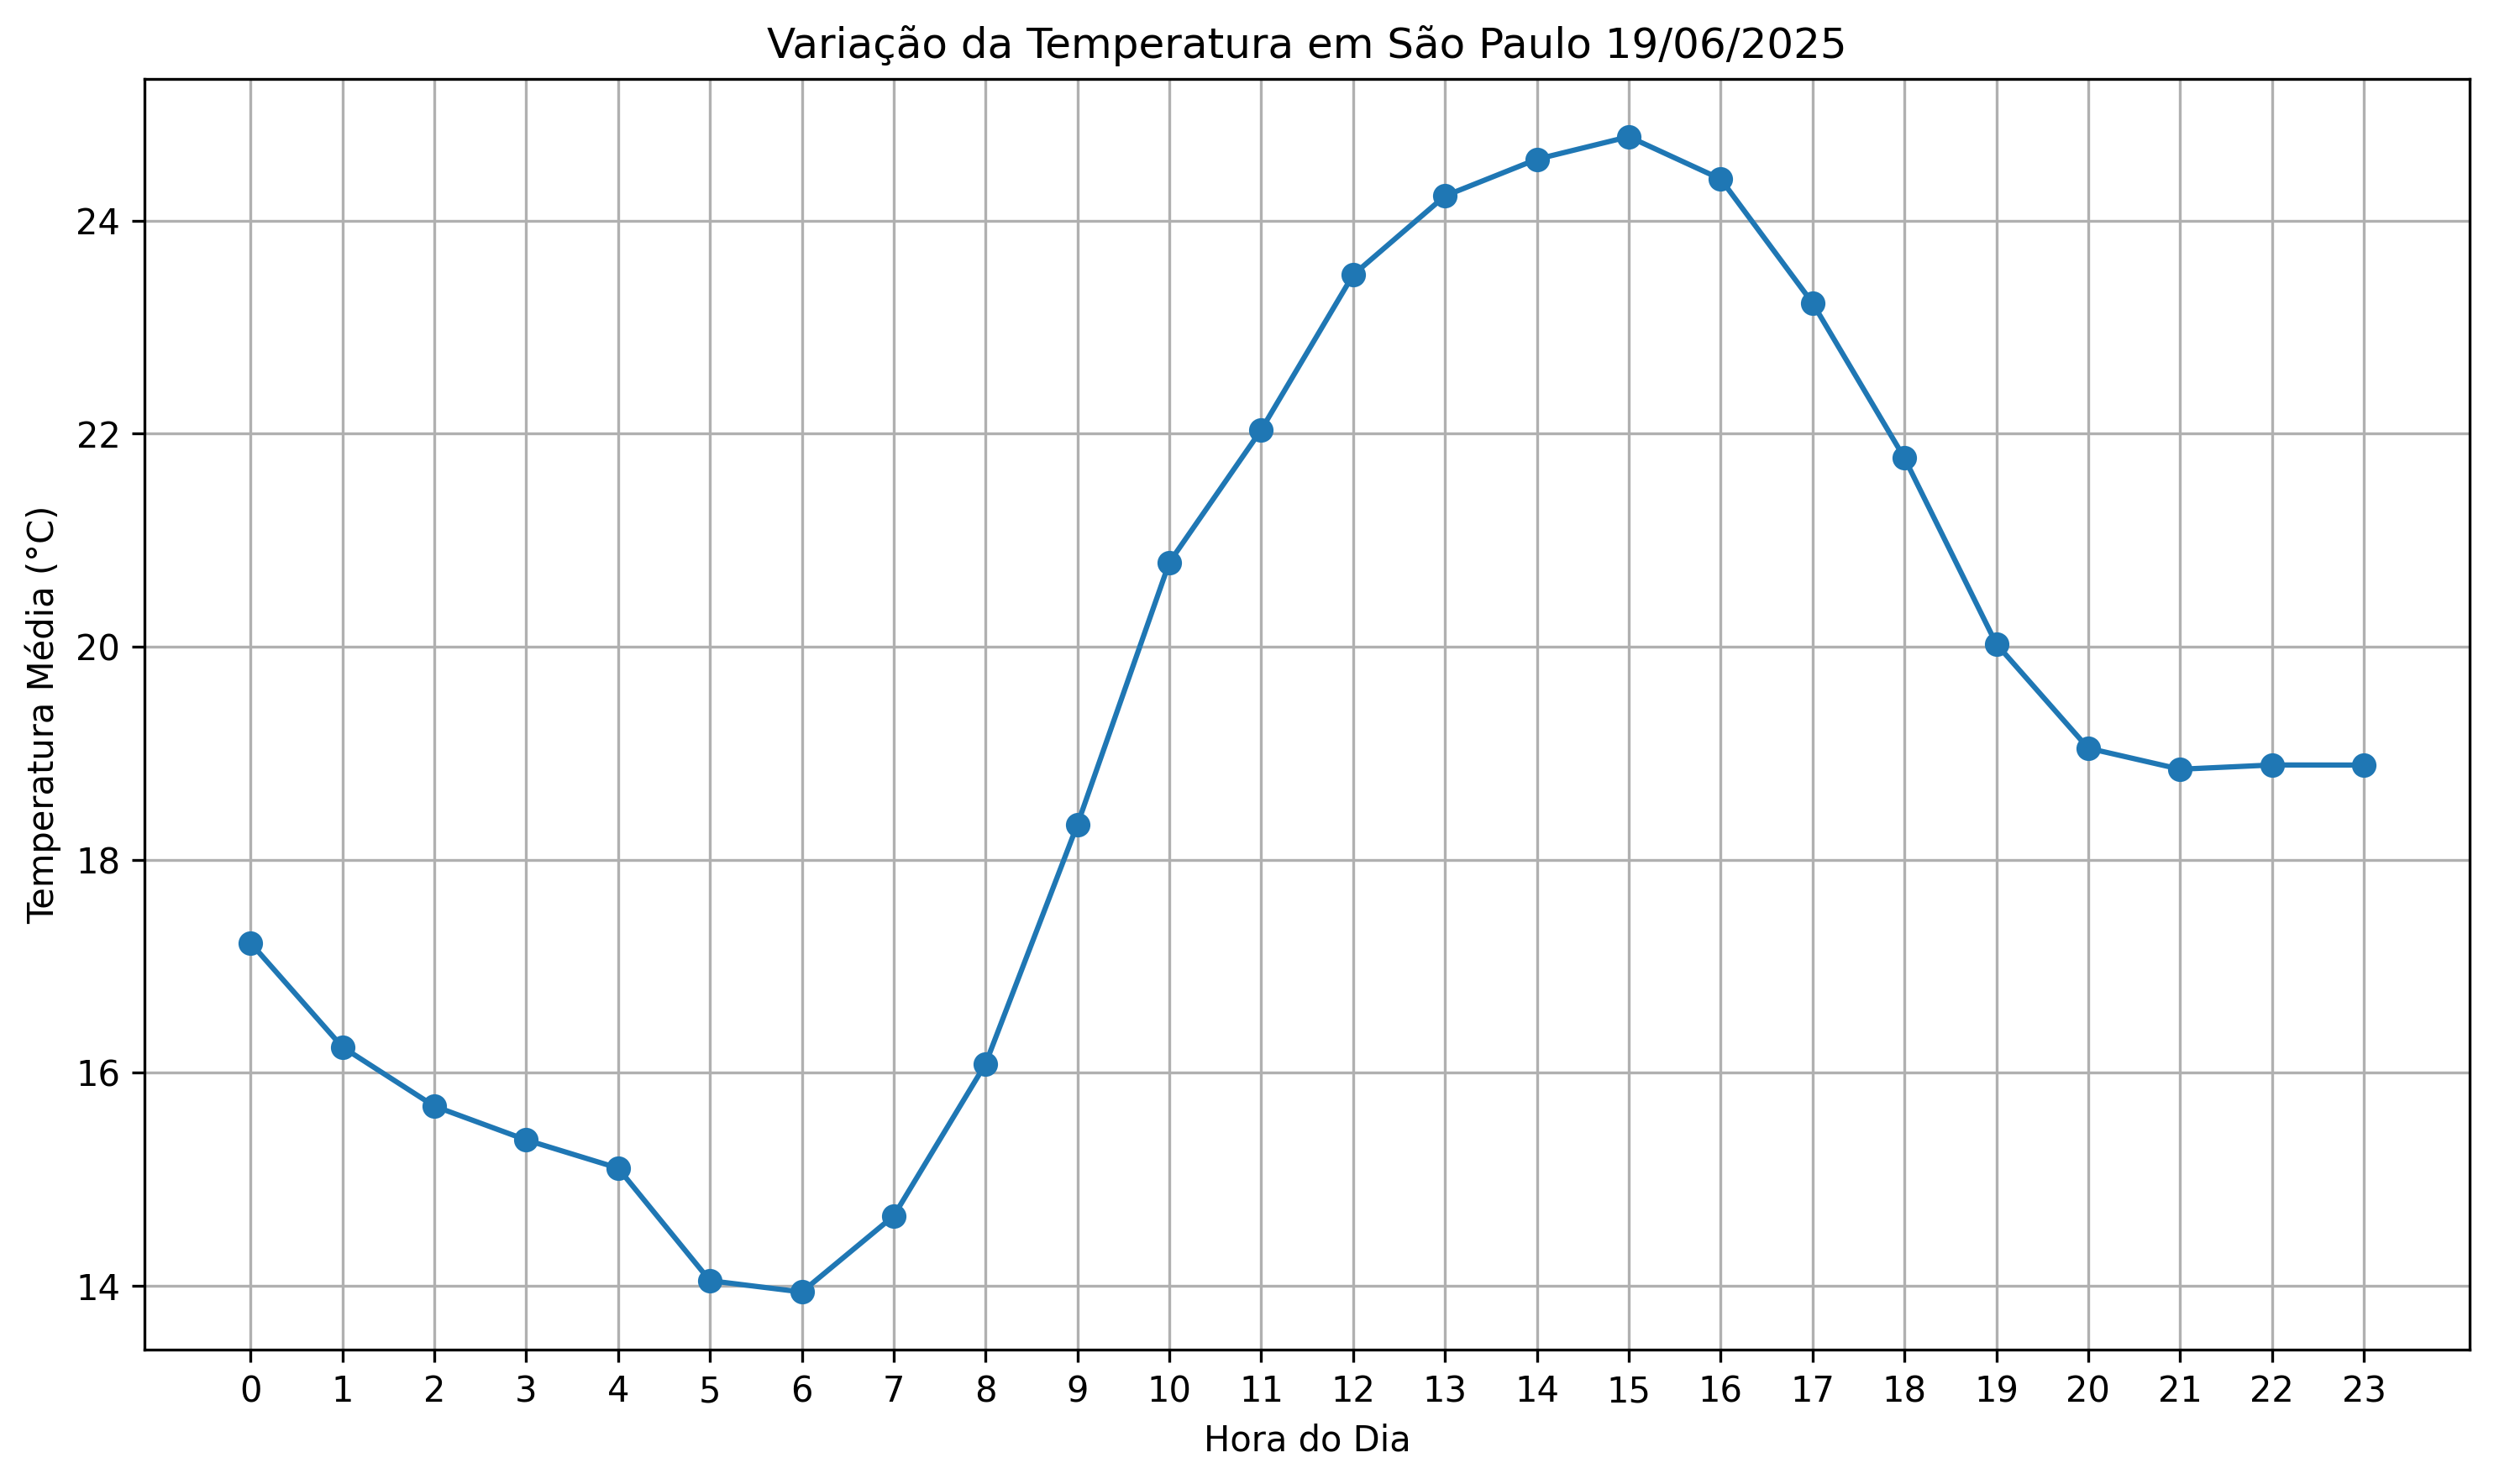 Variação da Temperatura em São Paulo 19/06/2025
Temperatura Média (°C)
24
22
20
18
16
14
0 1 2 3 4 5 6 7 8 9 10 11 12 13 14 15 16 17 18 19 20 21 22 23
Hora do Dia